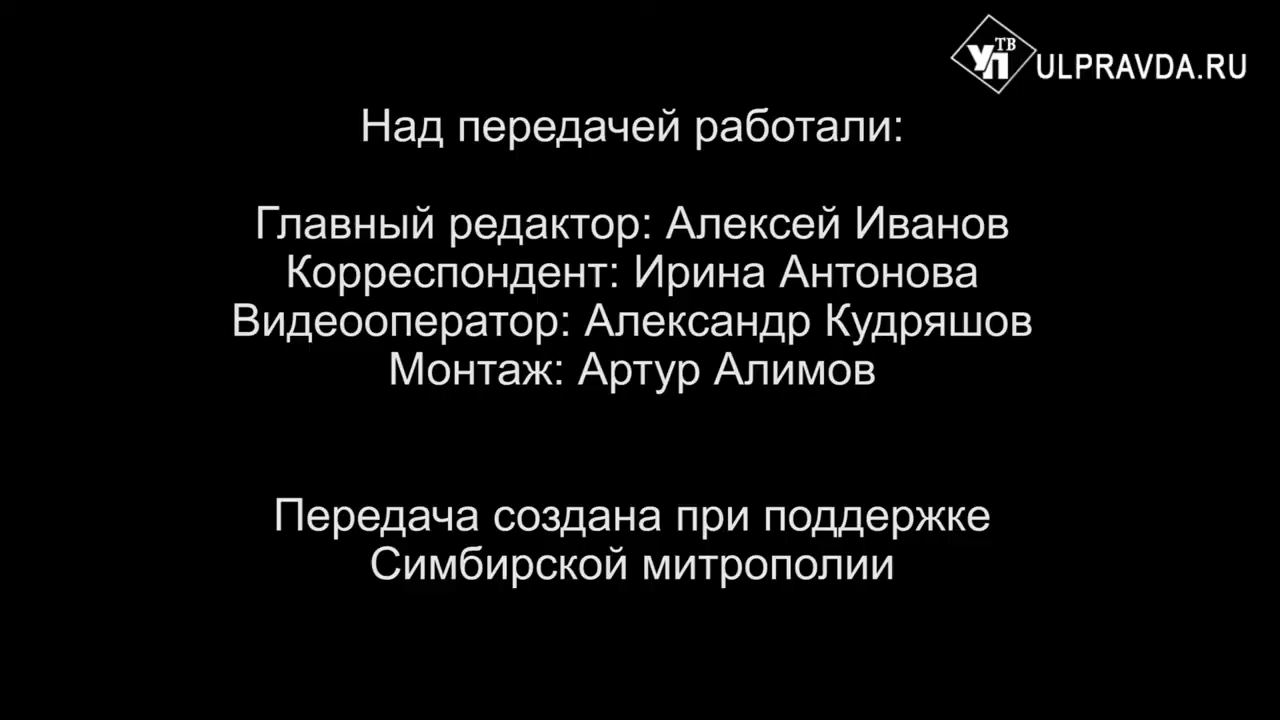 УП ТВ ULPRAVDA.RU
Над передачей работали:
Главный редактор: Алексей Иванов
Корреспондент: Ирина Антонова
Видеооператор: Александр Кудряшов
Монтаж: Артур Алимов
Передача создана при поддержке
Симбирской митрополии